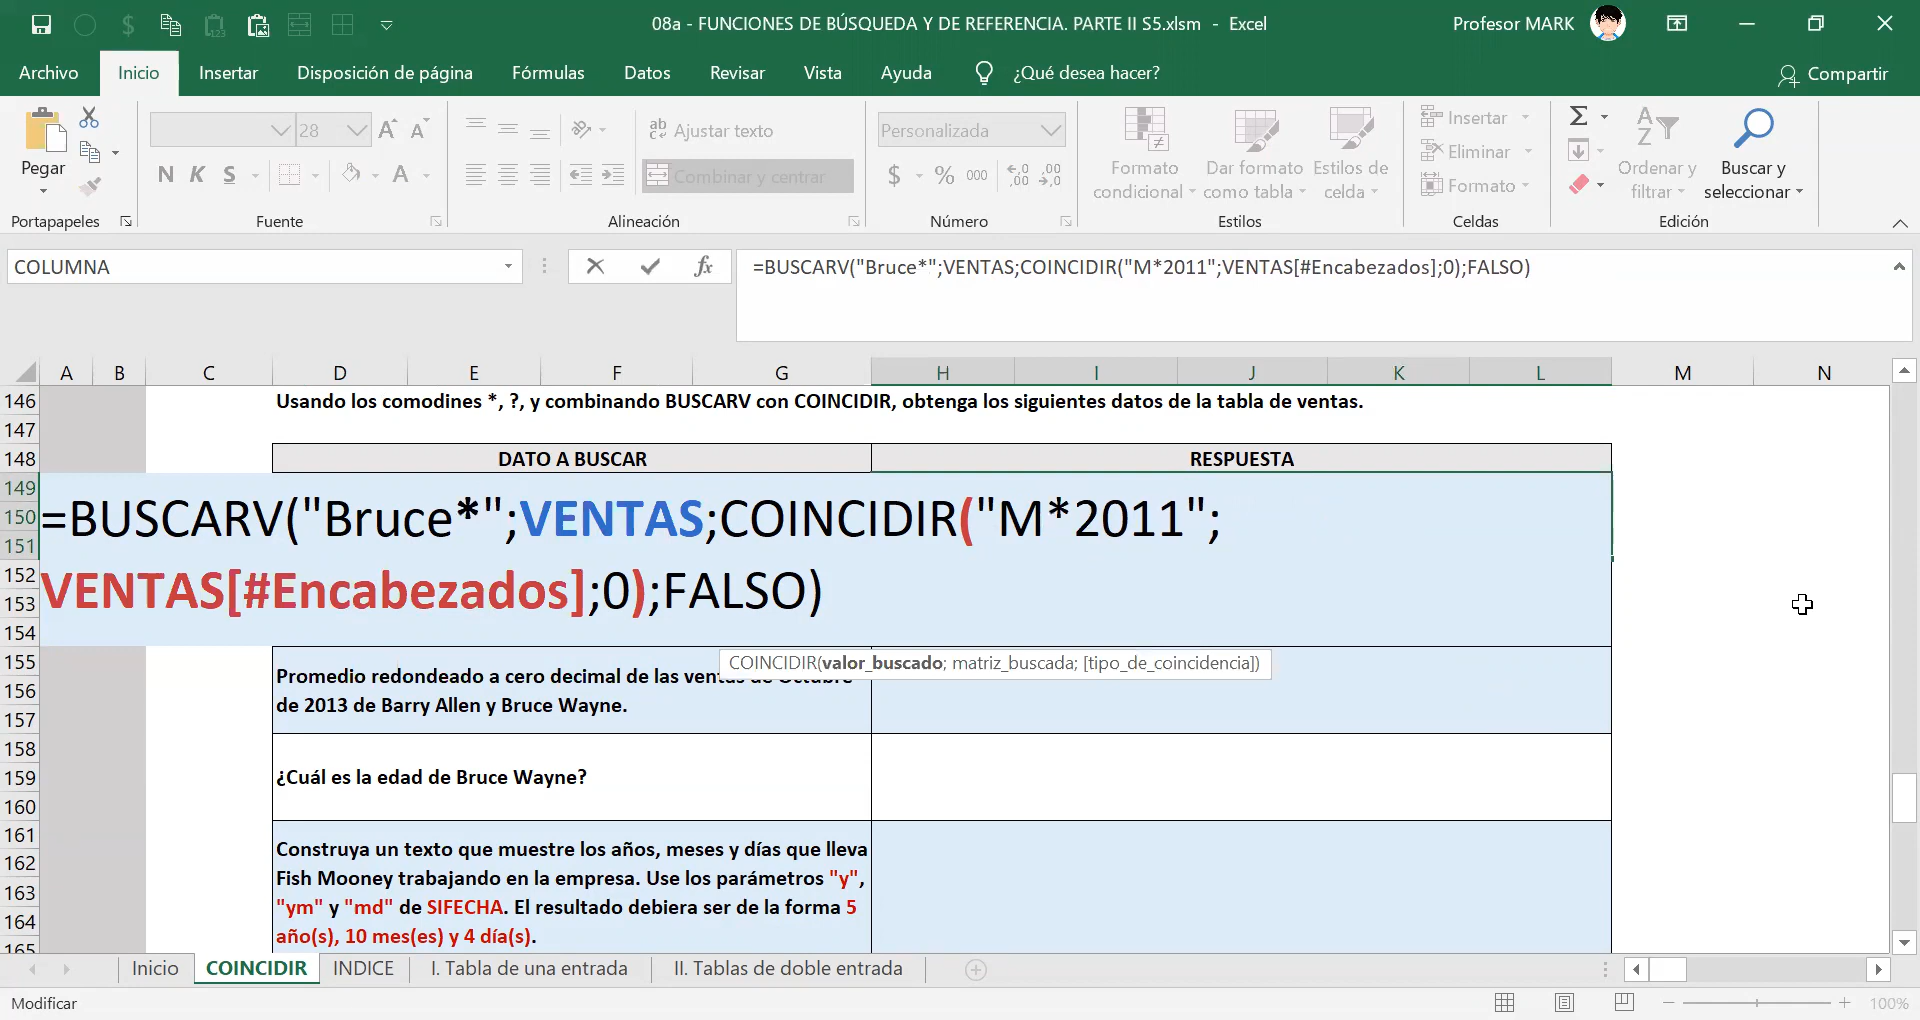 08a - FUNCIONES DE BÚSQUEDA Y DE REFERENCIA. PARTE II S5.xlsm - Excel
Profesor MARK
Archivo Inicio Insertar Disposición de página Fórmulas Datos Revisar Vista Ayuda ¿Qué desea hacer? Compartir
Pegar
28
N K S
Ajustar texto
Combinar y centrar
Personalizada
$ % 000
Formato condicional
Dar formato como tabla
Estilos de celda
Insertar
Eliminar
Formato
Ordenar y filtrar
Buscar y seleccionar
Portapapeles Fuente Alineación Número Estilos Celdas Edición
COLUMNA
fx
=BUSCARV("Bruce*";VENTAS;COINCIDIR("M*2011";VENTAS[#Encabezados];0);FALSO)
A B C D E F G H I J K L M N
146 Usando los comodines *, ?, y combinando BUSCARV con COINCIDIR, obtenga los siguientes datos de la tabla de ventas.
147
148 DATO A BUSCAR RESPUESTA
149
150 =BUSCARV("Bruce*";VENTAS;COINCIDIR("M*2011";
151
152
153 VENTAS[#Encabezados];0);FALSO)
154
155
COINCIDIR(valor_buscado; matriz_buscada; [tipo_de_coincidencia])
156 Promedio redondeado a cero decimal de las ventas de Octubre
157 de 2013 de Barry Allen y Bruce Wayne.
158
159 ¿Cuál es la edad de Bruce Wayne?
160
161 Construya un texto que muestre los años, meses y días que lleva
162 Fish Mooney trabajando en la empresa. Use los parámetros "y",
163 "ym" y "md" de SIFECHA. El resultado debiera ser de la forma 5
164 año(s), 10 mes(es) y 4 día(s).
165
Inicio COINCIDIR INDICE I. Tabla de una entrada II. Tablas de doble entrada
Modificar
100%